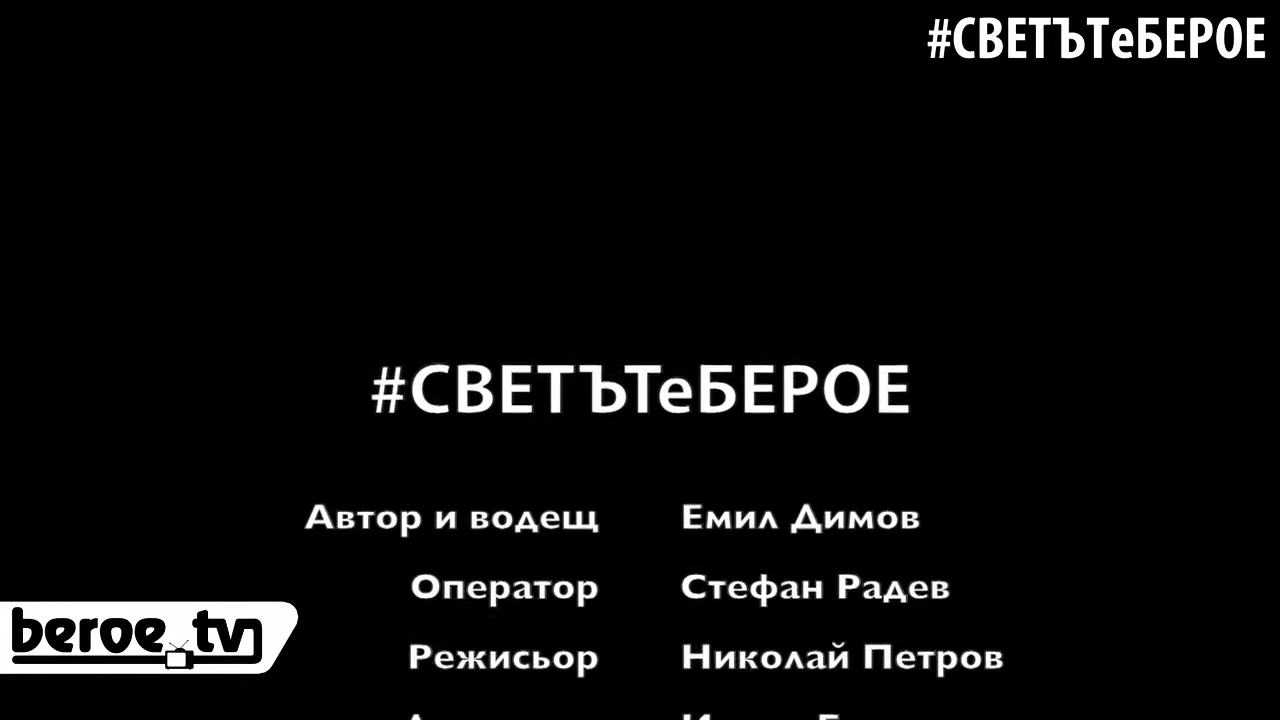 #СВЕТЪТеБЕРОЕ
#СВЕТЪТеБЕРОЕ
Автор и водещ Емил Димов
Оператор Стефан Радев
Режисьор Николай Петров
beroe.tv